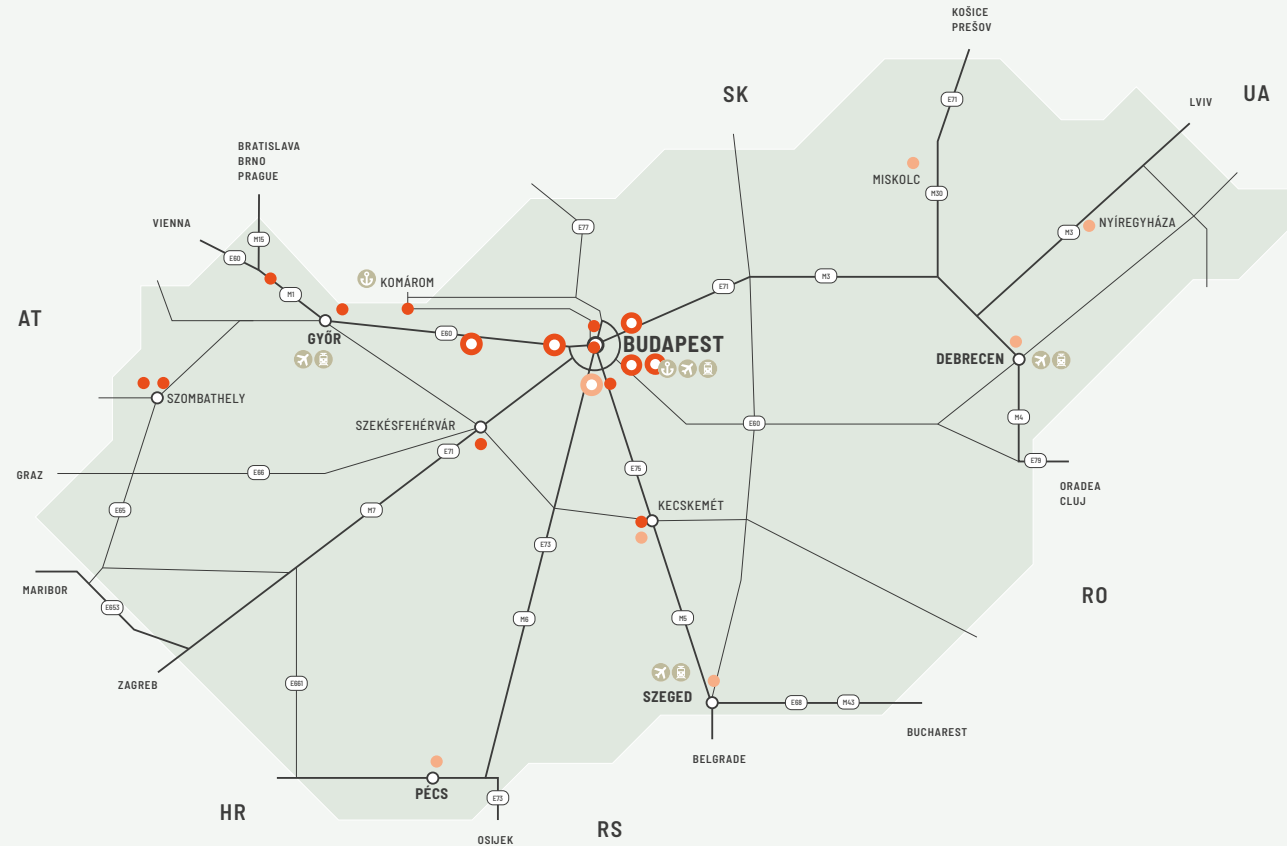 KOŠICE
PREŠOV
SK
UA
LVIV
E71
BRATISLAVA
BRNO
PRAGUE
MISKOLC
M30
VIENNA
E77
NYÍREGYHÁZA
M3
M15
E60
KOMÁROM
M3
E71
M1
AT
GYŐR
E60
BUDAPEST
DEBRECEN
SZOMBATHELY
M4
SZEKÉSFEHÉRVÁR
E60
E71
GRAZ
E66
E75
E79
ORADEA
CLUJ
E65
M7
KECSKEMÉT
E73
MARIBOR
E653
RO
M6
M5
ZAGREB
E661
SZEGED
E68
M43
BUCHAREST
BELGRADE
PÉCS
E73
HR
RS
OSIJEK